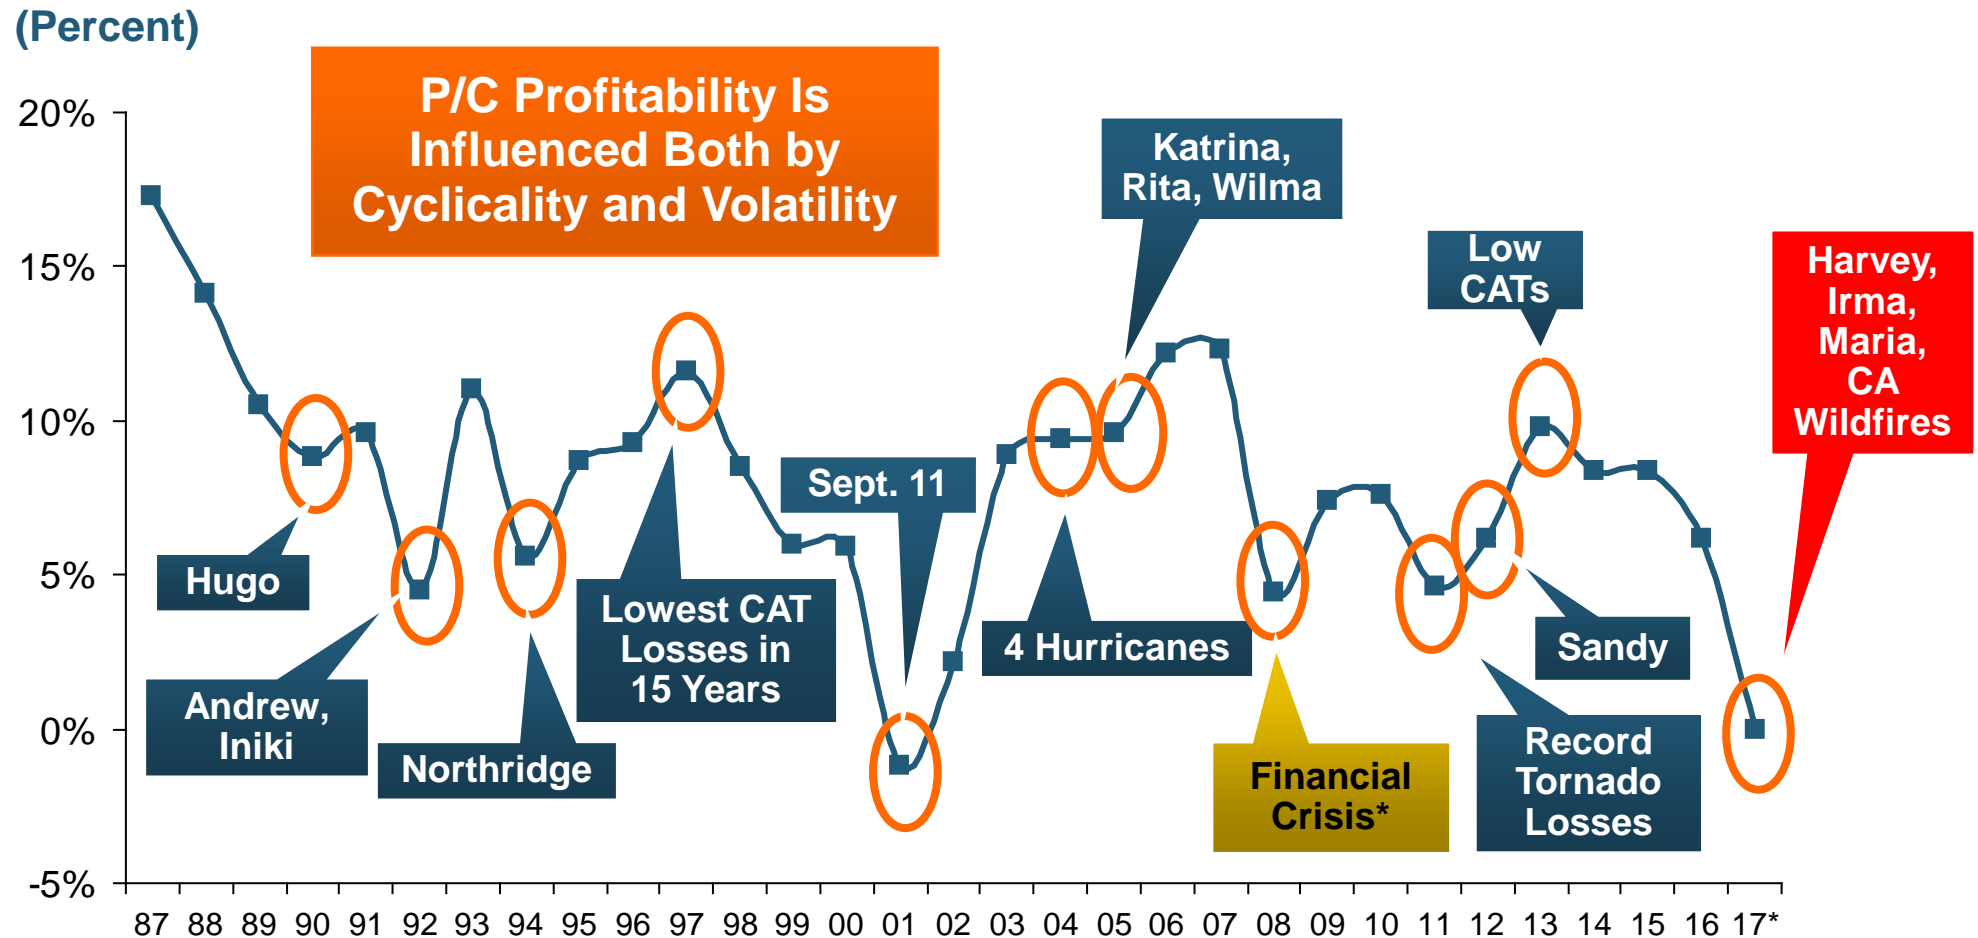 (Percent)
P/C Profitability Is
Influenced Both by
Cyclicality and Volatility
20%
15%
10%
5%
0%
-5%
Katrina,
Rita, Wilma
Low
CATs
Harvey,
Irma,
Maria,
CA
Wildfires
Sept. 11
Hugo
Lowest CAT
Losses in
15 Years
4 Hurricanes
Sandy
Andrew,
Iniki
Northridge
Financial
Crisis*
Record
Tornado
Losses
87 88 89 90 91 92 93 94 95 96 97 98 99 00 01 02 03 04 05 06 07 08 09 10 11 12 13 14 15 16 17*